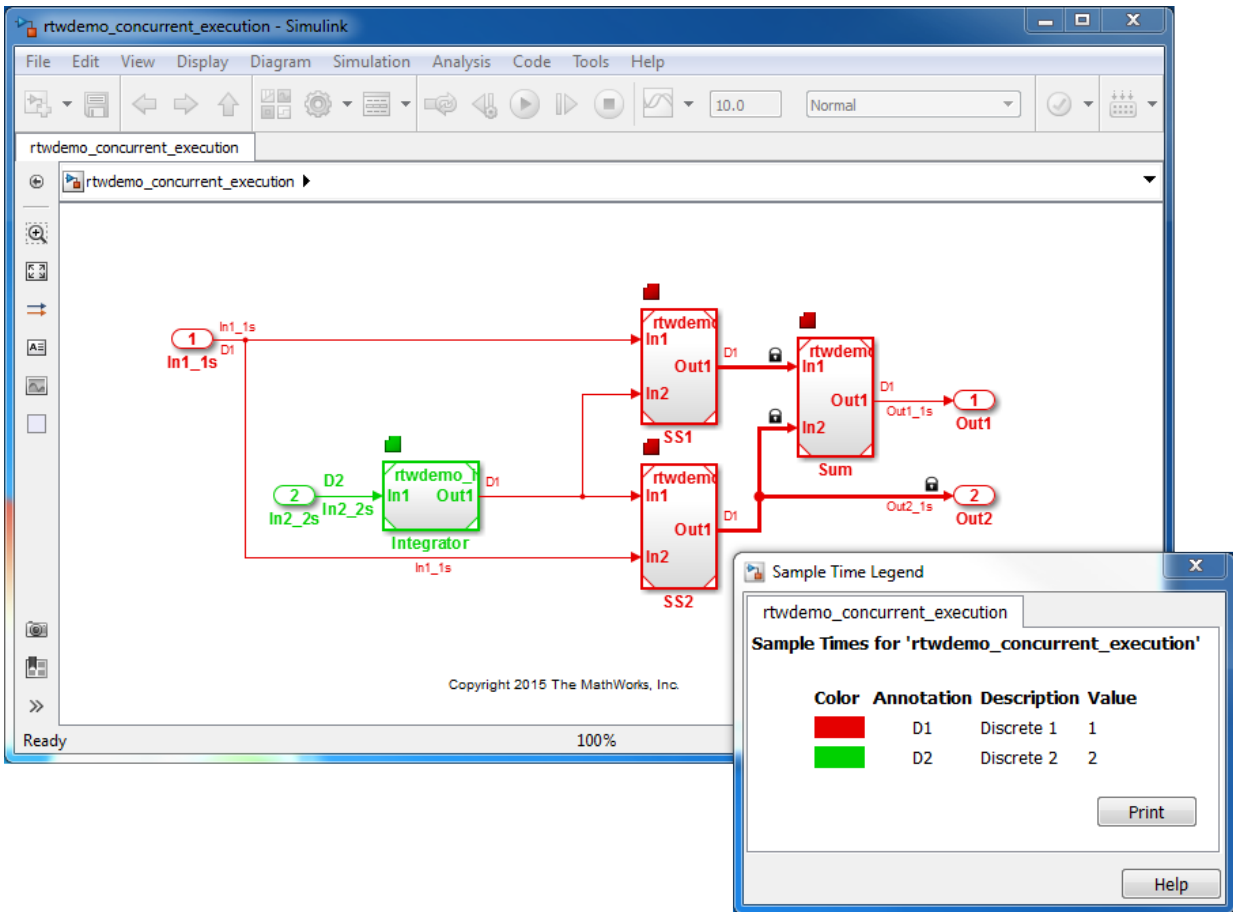 rtwdemo_concurrent_execution - Simulink
File Edit View Display Diagram Simulation Analysis Code Tools Help
10.0 Normal
rtwdemo_concurrent_execution
rtwdemo_concurrent_execution
1
In1_1s
In1_1s
D1
rtwdemo
In1
Out1
In2
SS1
D1
rtwdemo
In1
Out1
In2
Sum
D1
Out1_1s
1
Out1
2
In2_2s
D2
In2_2s
rtwdemo_
In1 Out1
Integrator
D1
In1_1s
rtwdemo
In1
Out1
In2
SS2
D1
Out2_1s
2
Out2
Copyright 2015 The MathWorks, Inc.
Ready 100%
Sample Time Legend
rtwdemo_concurrent_execution
Sample Times for 'rtwdemo_concurrent_execution'
Color Annotation Description Value
D1 Discrete 1 1
D2 Discrete 2 2
Print
Help